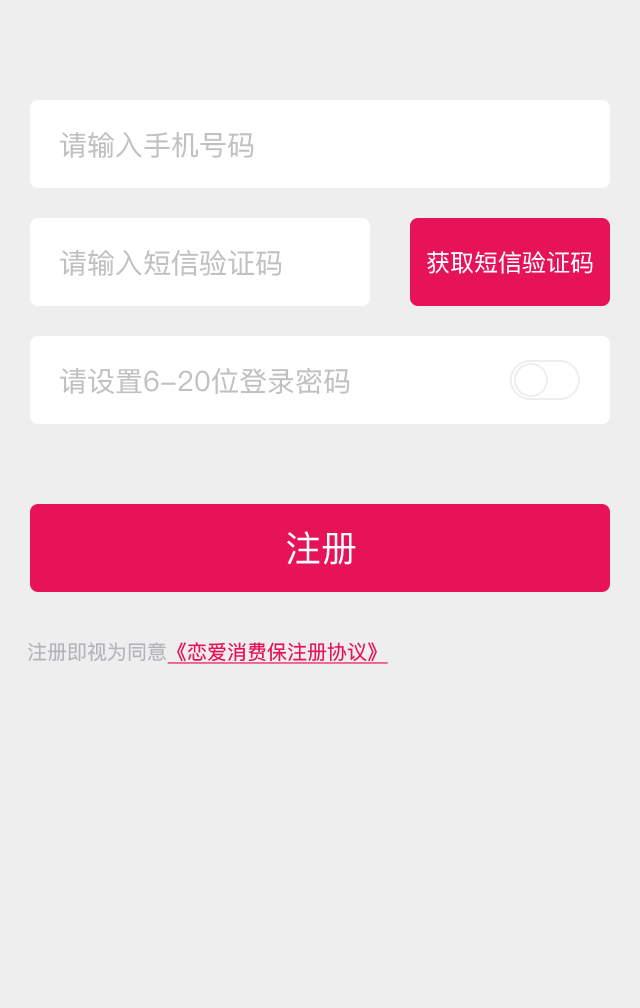 请输入手机号码
请输入短信验证码
获取短信验证码
请设置6-20位登录密码
注册
注册即视为同意《恋爱消费保注册协议》